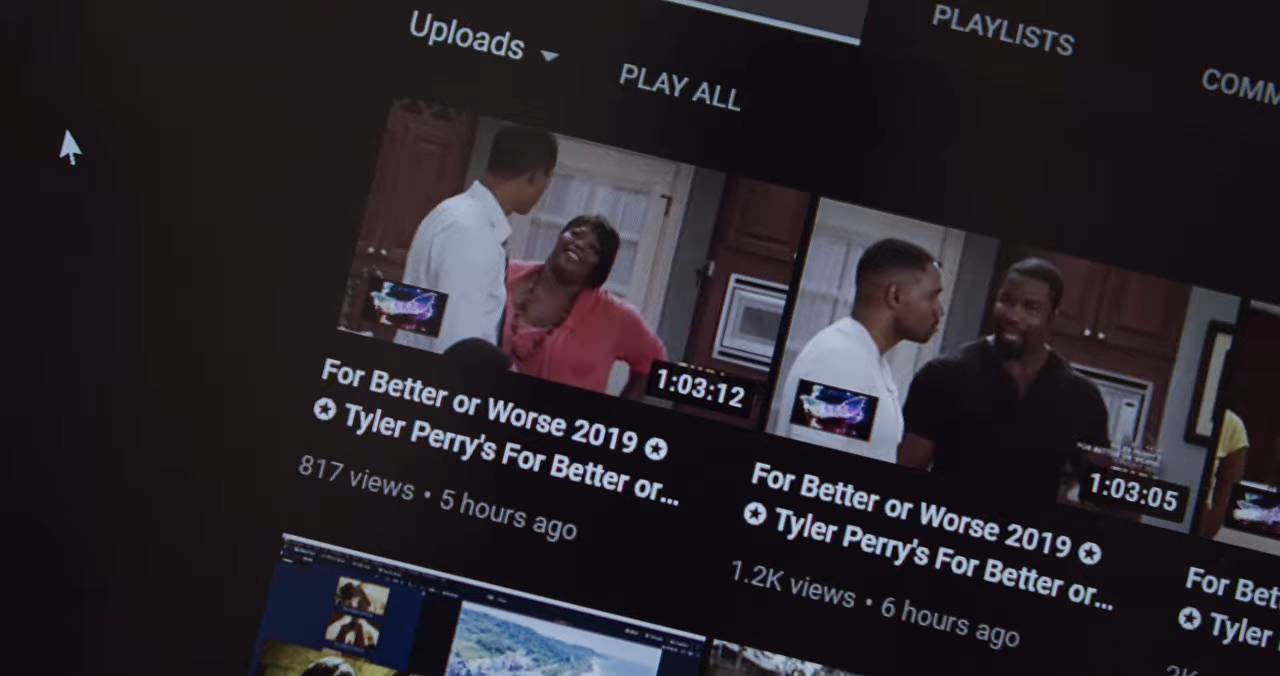 Uploads
PLAY ALL
PLAYLISTS
COMM
1:03:12
For Better or Worse 2019 ✪
✪ Tyler Perry's For Better or...
817 views • 5 hours ago
1:03:05
For Better or Worse 2019 ✪
✪ Tyler Perry's For Better or...
1.2K views • 6 hours ago
For Bet
✪ Tyler
2K